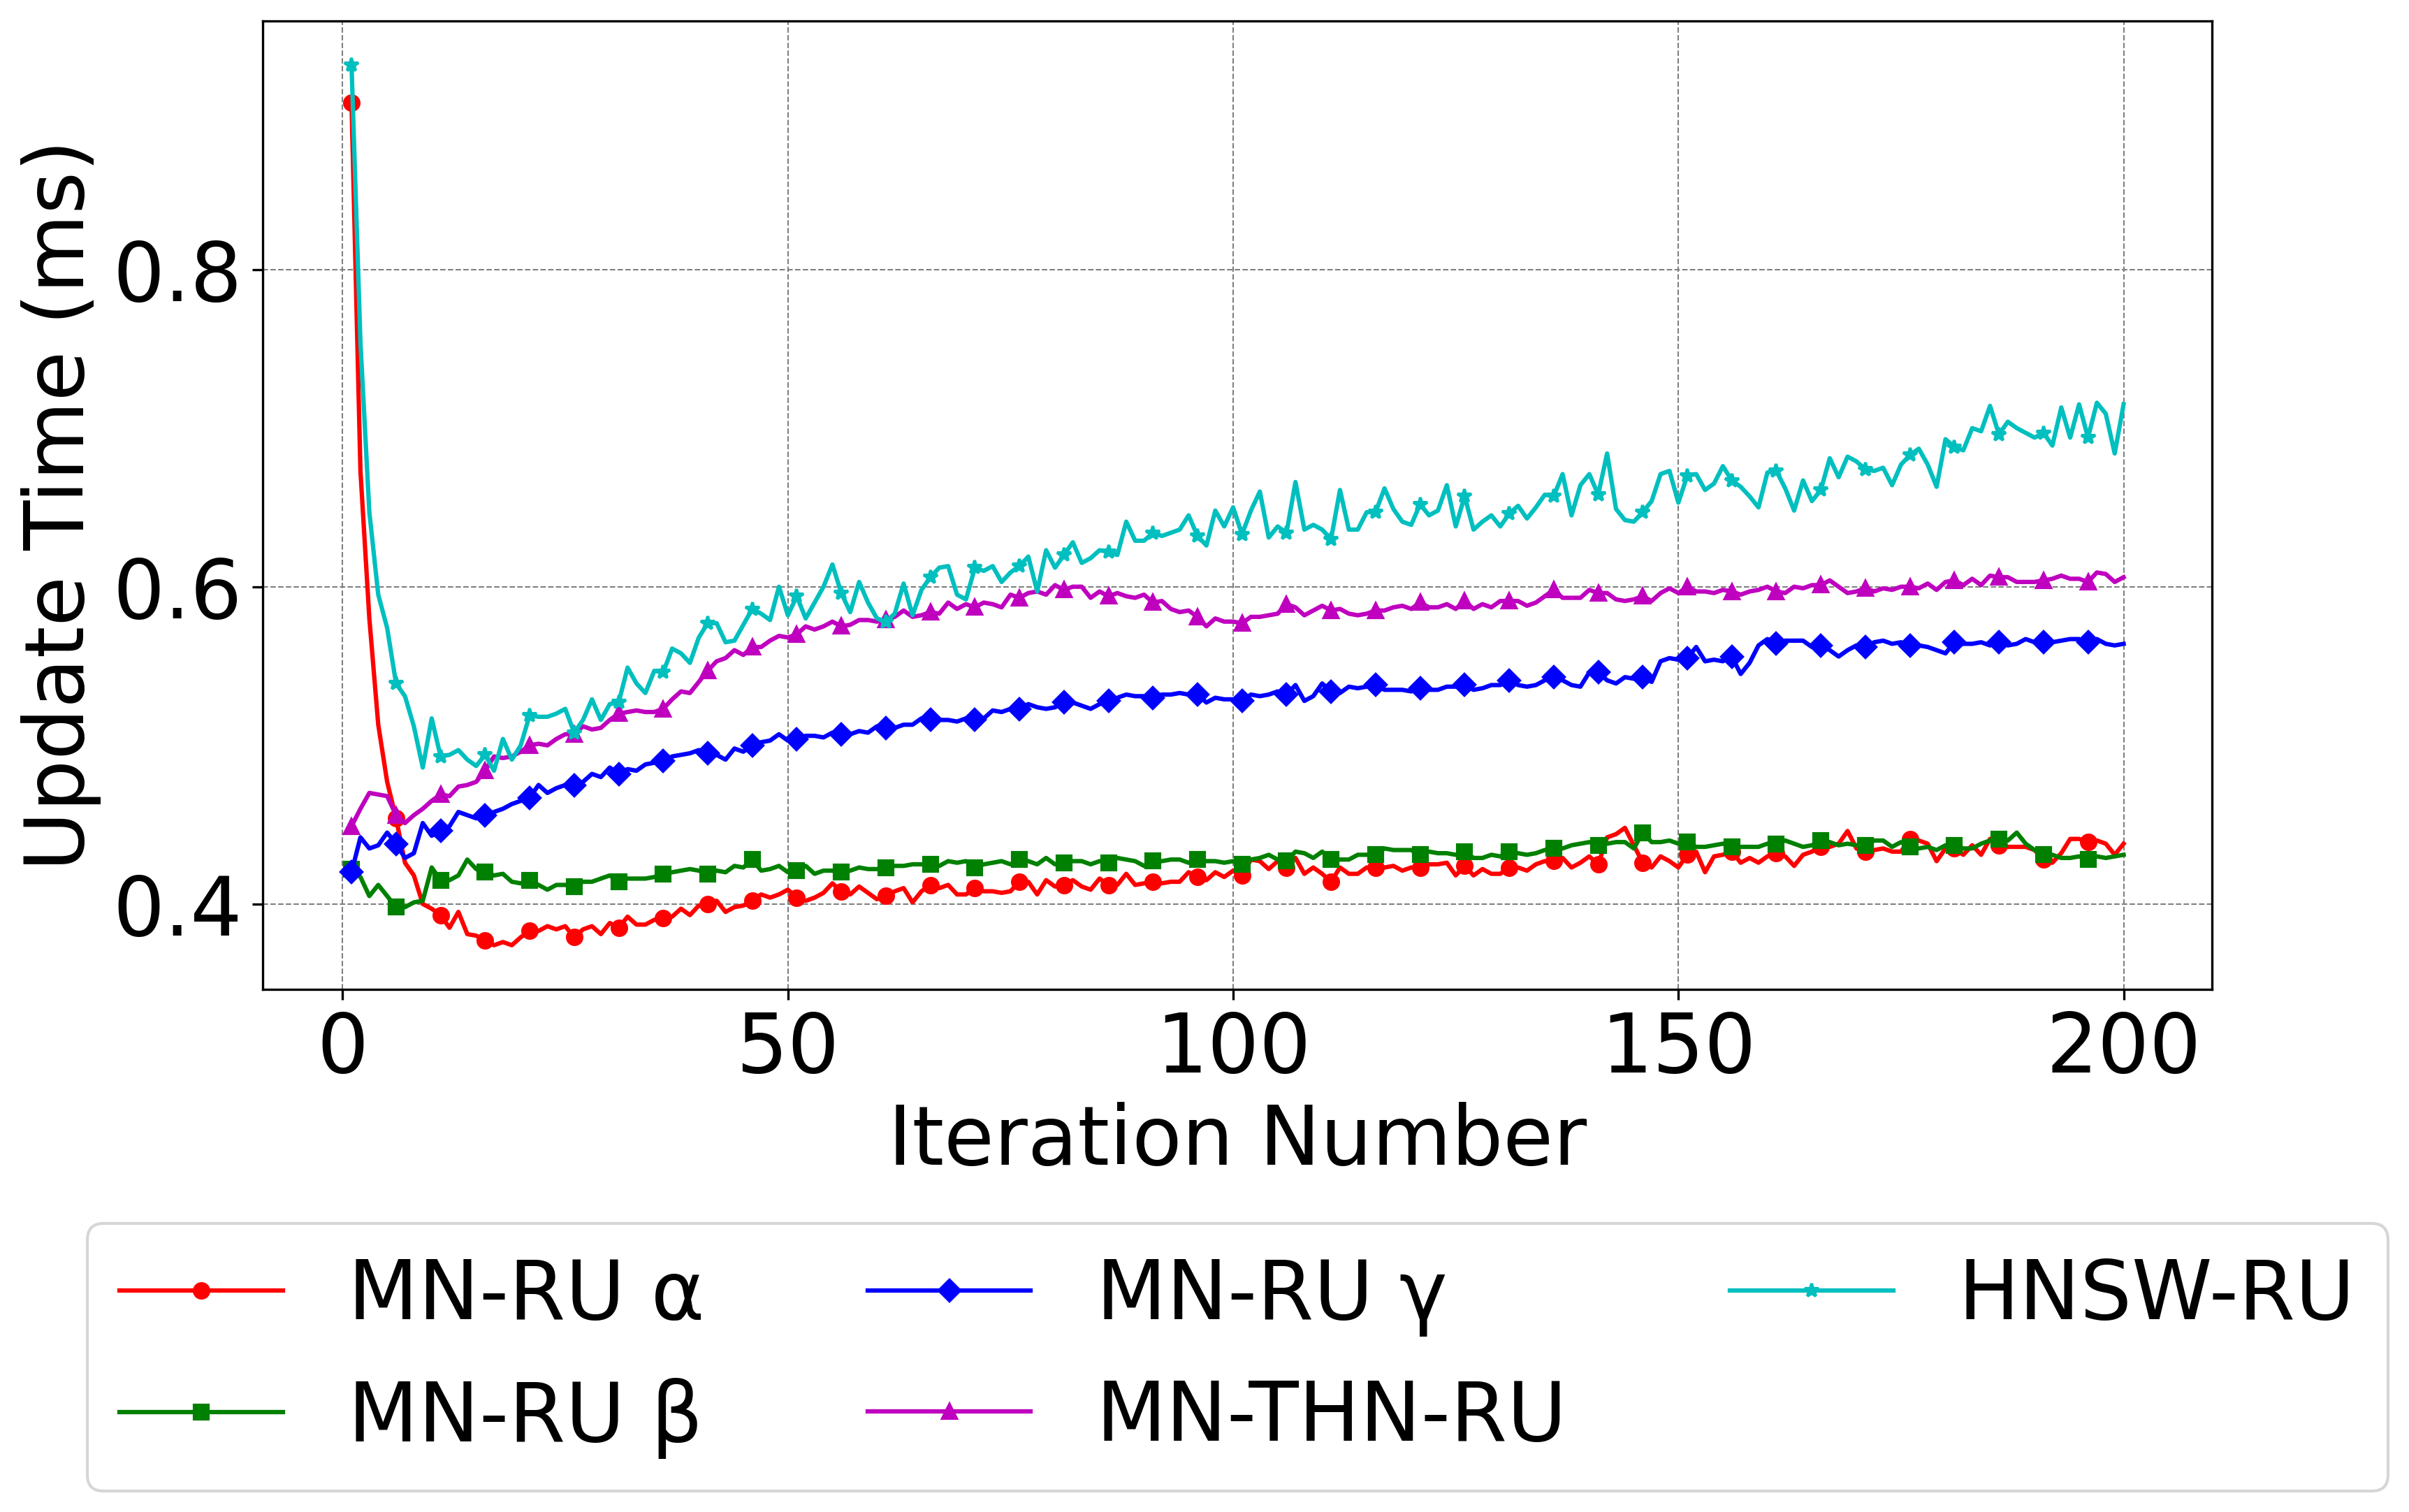 Update Time (ms)
0.8
0.6
0.4
0 50 100 150 200
Iteration Number
MN-RU α MN-RU γ HNSW-RU
MN-RU β MN-THN-RU